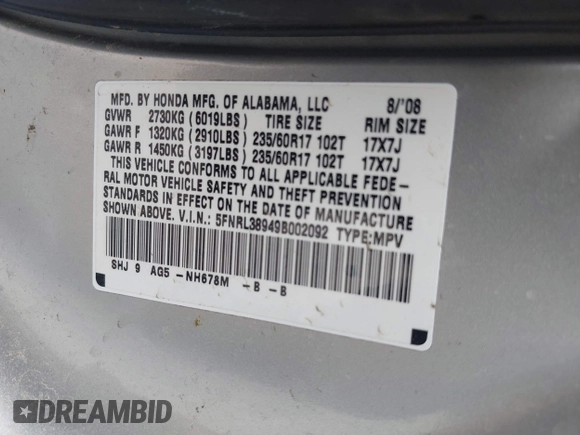 MFD. BY HONDA MFG. OF ALABAMA, LLC 8/'08
GVWR 2730KG (6019LBS) TIRE SIZE RIM SIZE
GAWR F 1320KG (2910LBS) 235/60R17 102T 17X7J
GAWR R 1450KG (3197LBS) 235/60R17 102T 17X7J
THIS VEHICLE CONFORMS TO ALL APPLICABLE FEDE-
RAL MOTOR VEHICLE SAFETY AND THEFT PREVENTION
STANDARDS IN EFFECT ON THE DATE OF MANUFACTURE
SHOWN ABOVE. V.I.N.: 5FNRL38949B002092 TYPE:MPV
SHJ 9 AG5 -NH678M -B -B
DREAMBID